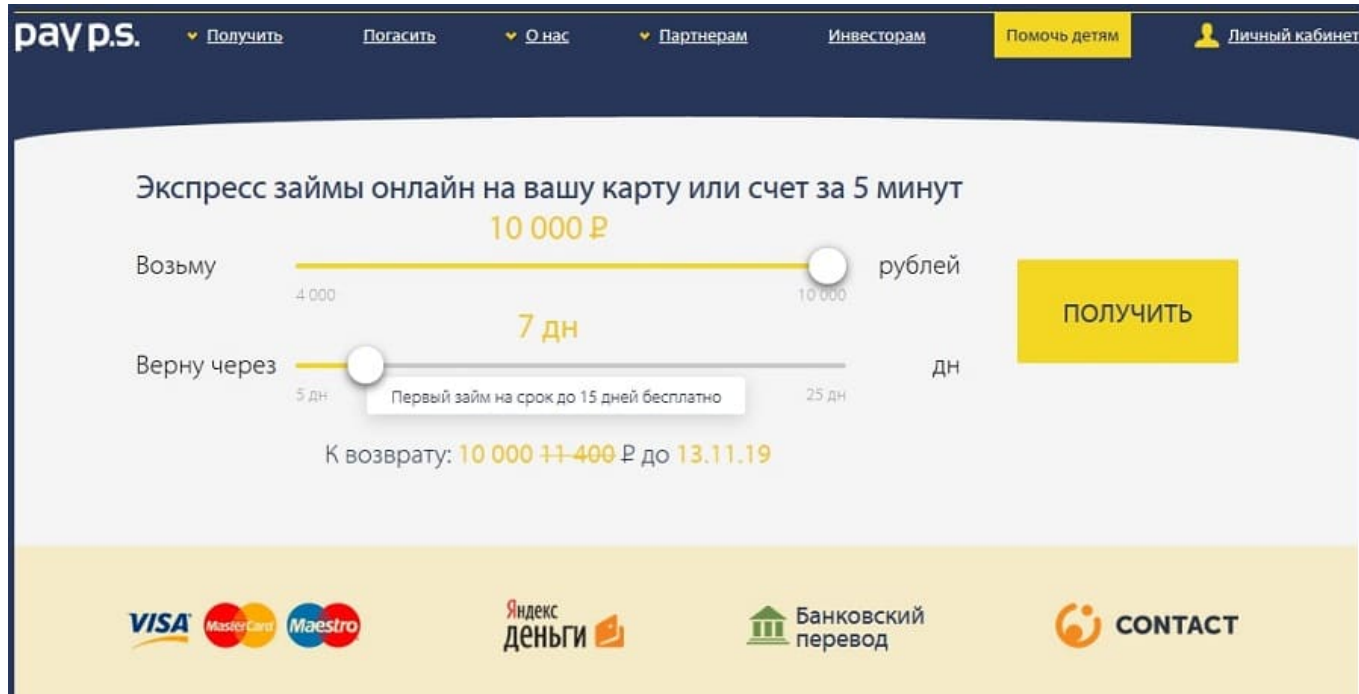 pay p.s.
Получить
Погасить
О нас
Партнерам
Инвесторам
Помочь детям
Личный кабинет
Экспресс займы онлайн на вашу карту или счет за 5 минут
10 000 ₽
Возьму
рублей
4 000
10 000
ПОЛУЧИТЬ
7 дн
Верну через
дн
5 дн
Первый займ на срок до 15 дней бесплатно
25 дн
К возврату: 10 000 11 400 ₽ до 13.11.19
VISA
MasterCard
Maestro
Яндекс
деньги
Банковский
перевод
CONTACT